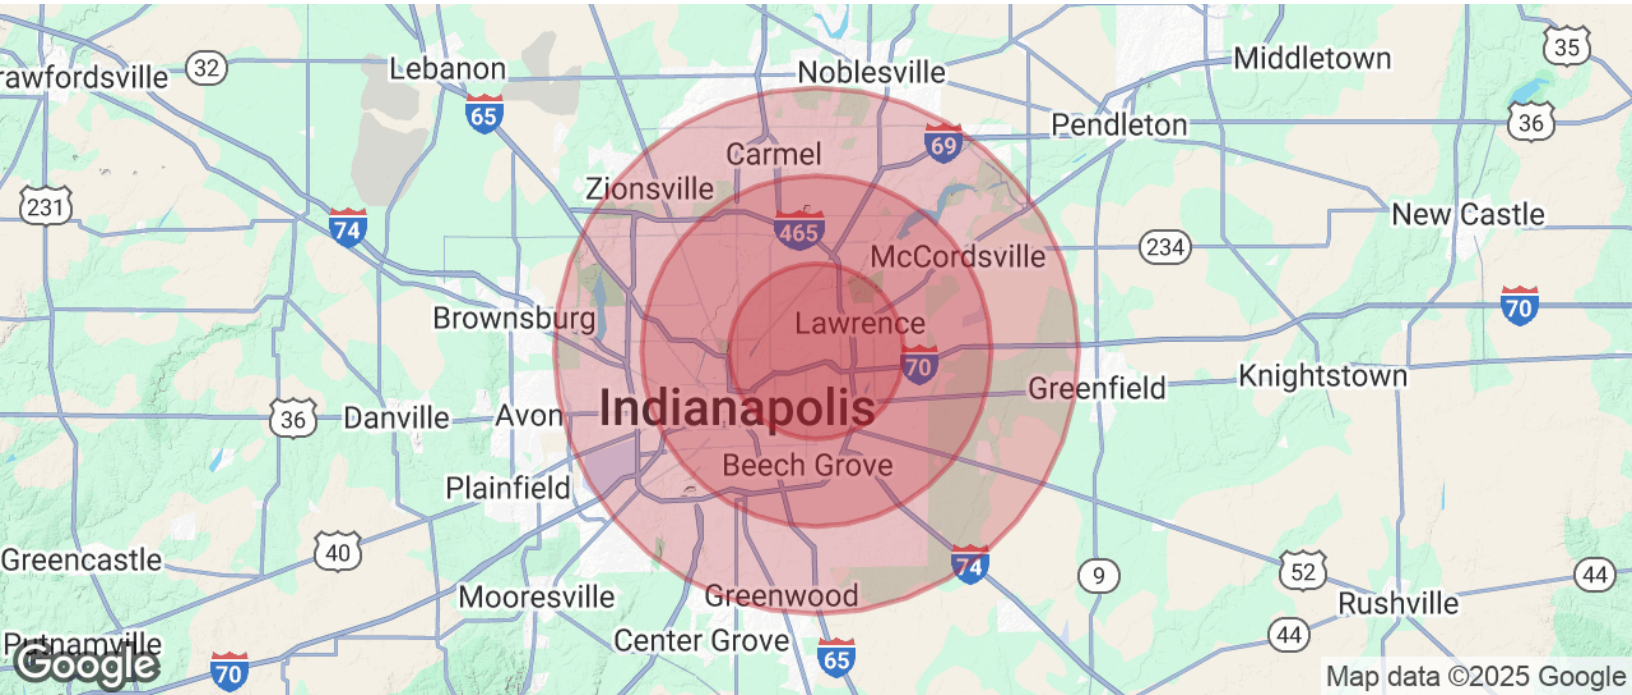 35
Middletown
Lebanon
32
rawfordsville
Noblesville
65
36
Pendleton
69
Carmel
Zionsville
231
New Castle
74
465
234
McCordsville
70
Brownsburg
Lawrence
70
Knightstown
Greenfield
Indianapolis
Avon
Danville
36
Beech Grove
Plainfield
40
Greencastle
74
52
9
44
Greenwood
Mooresville
Rushville
44
Center Grove
Putnamville
65
Google
70
Map data ©2025 Google